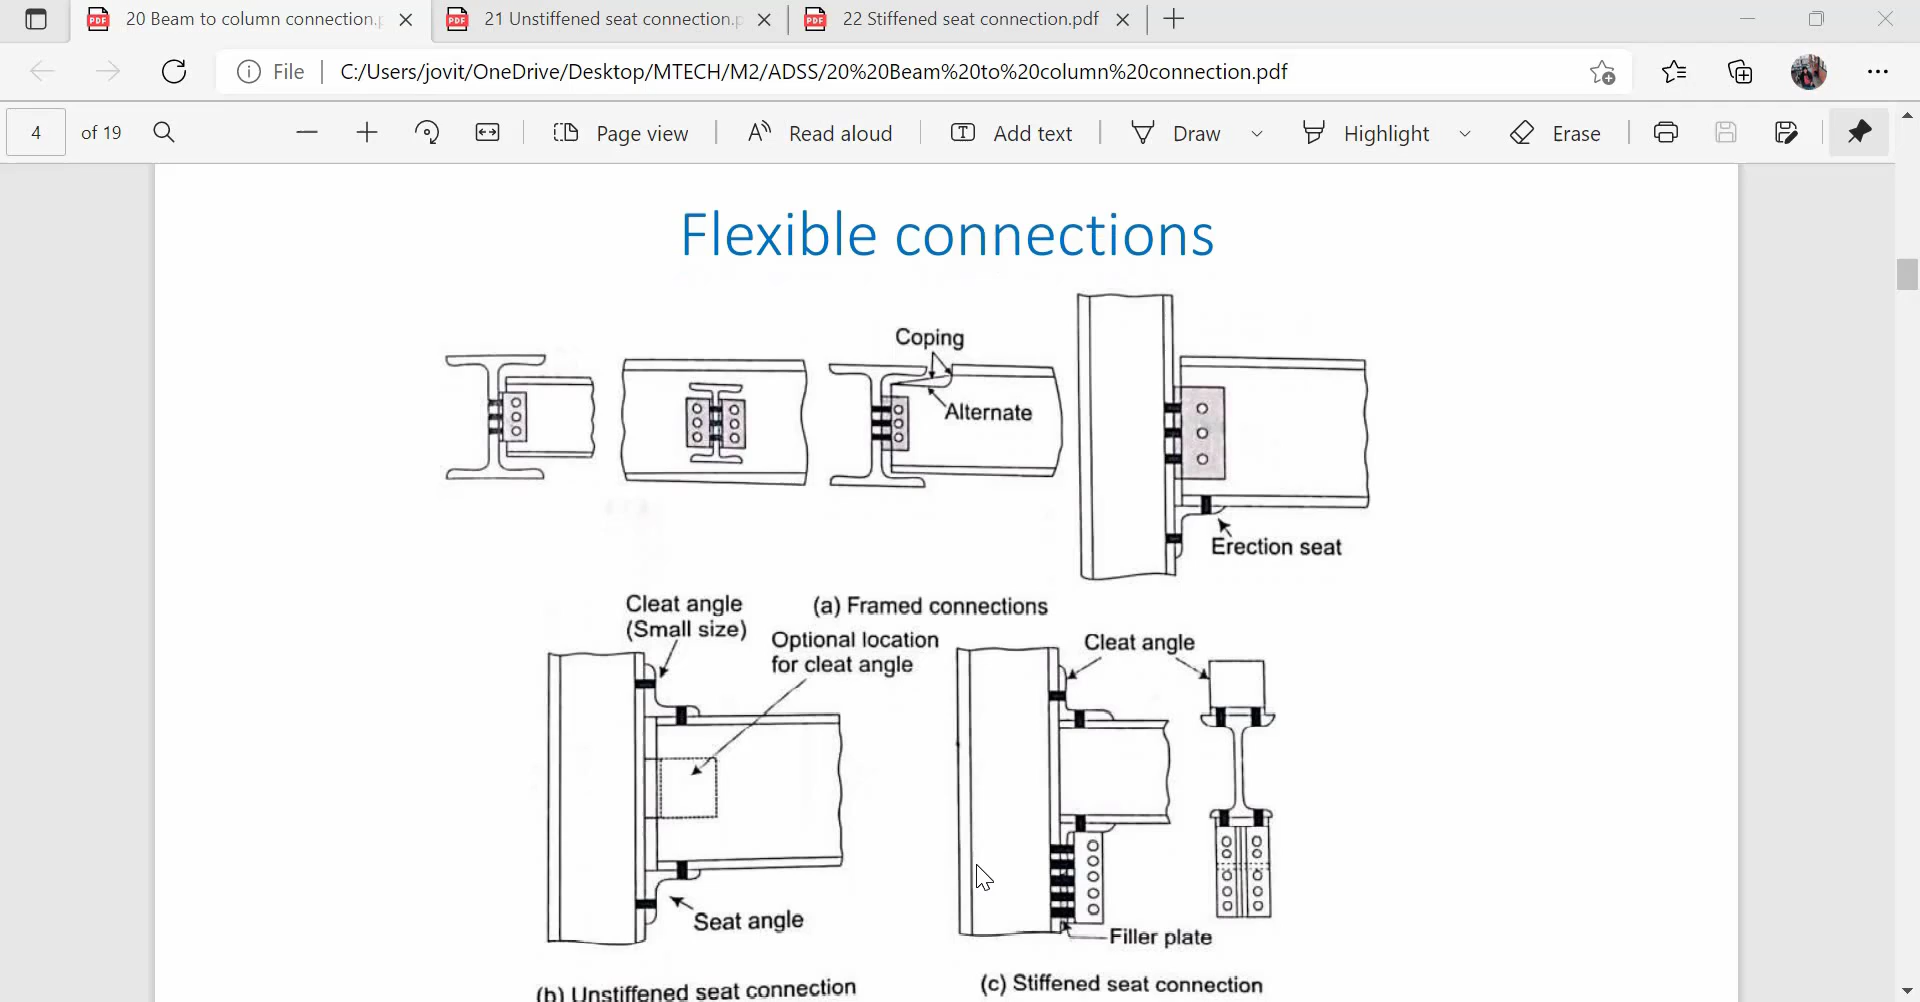 20 Beam to column connection.p
21 Unstiffened seat connection.p
22 Stiffened seat connection.pdf
File
C:/Users/jovit/OneDrive/Desktop/MTECH/M2/ADSS/20%20Beam%20to%20column%20connection.pdf
4 of 19
Page view
Read aloud
Add text
Draw
Highlight
Erase
Flexible connections
Coping
Alternate
Erection seat
(a) Framed connections
Cleat angle
(Small size)
Optional location
for cleat angle
Cleat angle
Seat angle
Filler plate
(b) Unstiffened seat connection
(c) Stiffened seat connection